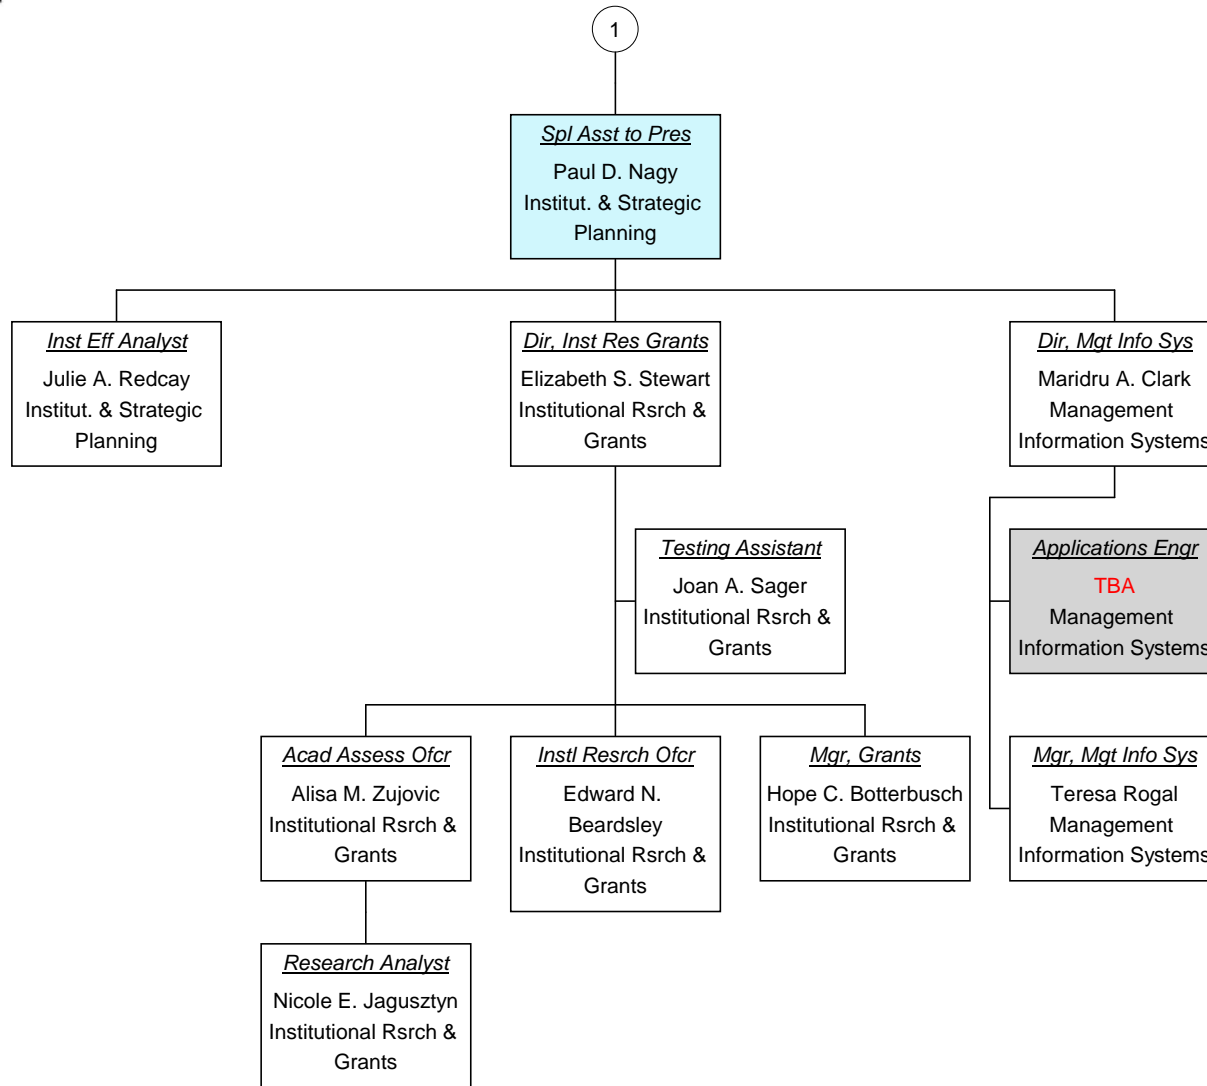 1
Spl Asst to Pres
Paul D. Nagy
Institut. & Strategic
Planning
Inst Eff Analyst
Julie A. Redcay
Institut. & Strategic
Planning
Dir, Inst Res Grants
Elizabeth S. Stewart
Institutional Rsrch &
Grants
Dir, Mgt Info Sys
Maridru A. Clark
Management
Information Systems
Testing Assistant
Joan A. Sager
Institutional Rsrch &
Grants
Applications Engr
TBA
Management
Information Systems
Acad Assess Ofcr
Alisa M. Zujovic
Institutional Rsrch &
Grants
Instl Resrch Ofcr
Edward N.
Beardsley
Institutional Rsrch &
Grants
Mgr, Grants
Hope C. Botterbusch
Institutional Rsrch &
Grants
Mgr, Mgt Info Sys
Teresa Rogal
Management
Information Systems
Research Analyst
Nicole E. Jagusztyn
Institutional Rsrch &
Grants